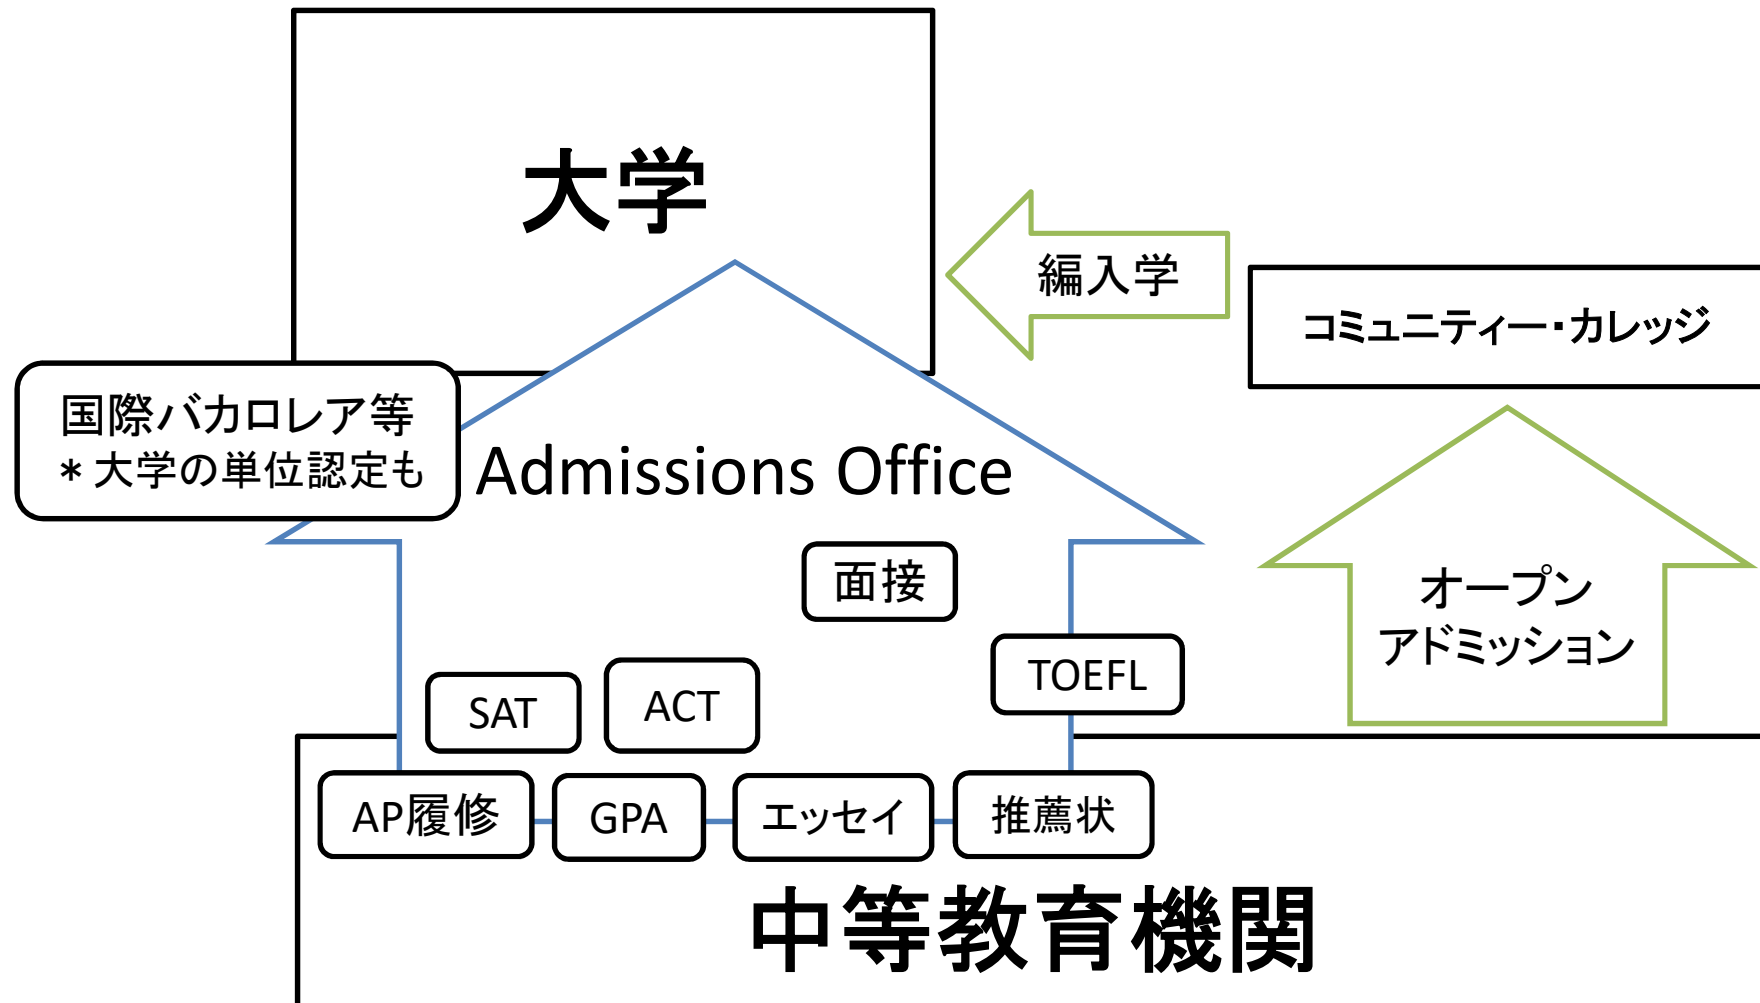 大学
編入学
コミュニティー・カレッジ
国際バカロレア等
＊大学の単位認定も
Admissions Office
面接
オープン
アドミッション
TOEFL
SAT
ACT
AP履修
GPA
エッセイ
推薦状
中等教育機関